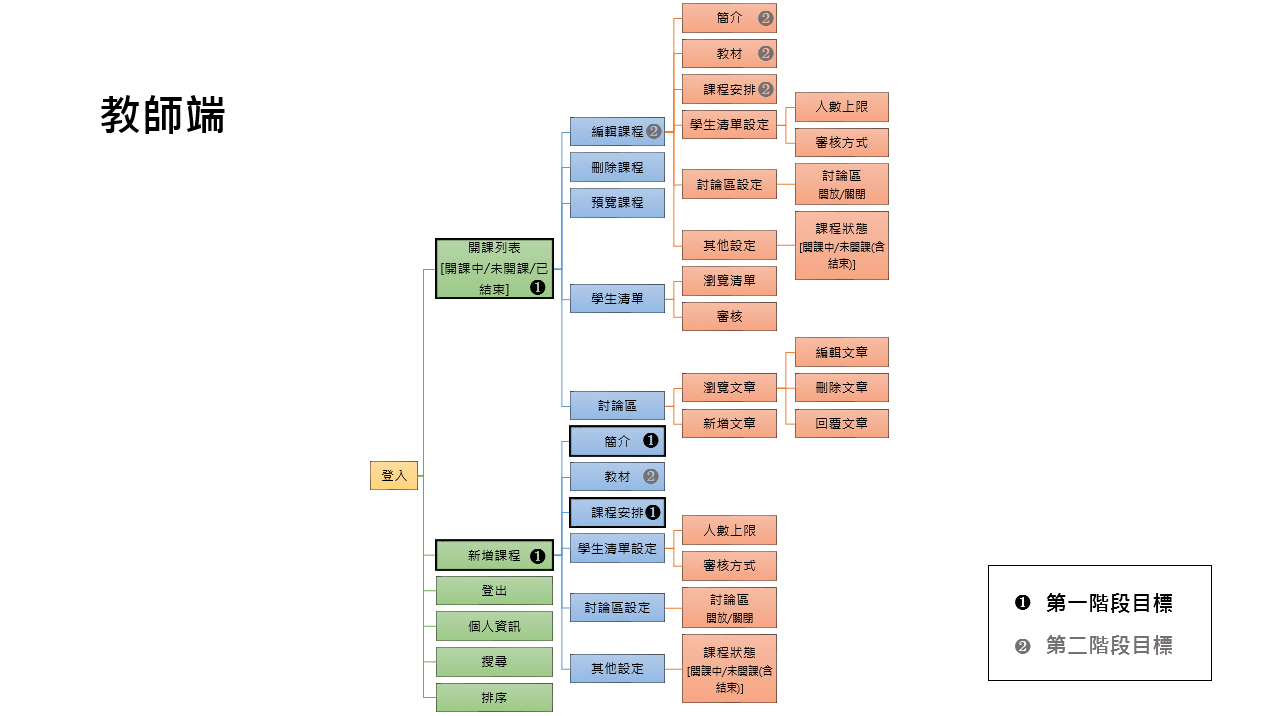 教師端
登入
開課列表
[開課中/未開課/已
結束] ❶
編輯課程 ❷
簡介 ❷
教材 ❷
課程安排 ❷
學生清單設定
人數上限
審核方式
討論區設定
討論區
開放/關閉
其他設定
課程狀態
[開課中/未開課(含
結束)]
刪除課程
預覽課程
學生清單
瀏覽清單
審核
討論區
瀏覽文章
編輯文章
刪除文章
回覆文章
新增文章
新增課程 ❶
簡介 ❶
教材 ❷
課程安排 ❶
學生清單設定
人數上限
審核方式
討論區設定
討論區
開放/關閉
其他設定
課程狀態
[開課中/未開課(含
結束)]
登出
個人資訊
搜尋
排序
❶ 第一階段目標
❷ 第二階段目標